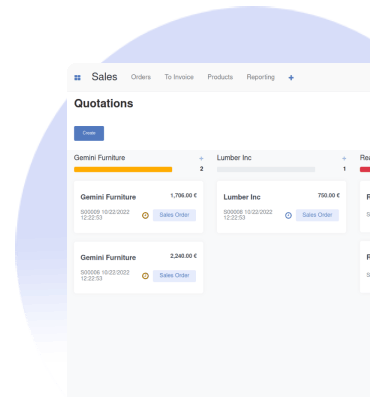 Sales Orders To Invoice Products Reporting +
Quotations
Create
Gemini Furniture + Lumber Inc + Rea
2 1
Gemini Furniture 1,706.00 € Lumber Inc 750.00 €
S00009 10/22/2022 S00008 10/22/2022
12:22:53 Sales Order 12:22:53 Sales Order
Gemini Furniture 2,240.00 €
S00006 10/22/2022
12:22:53 Sales Order